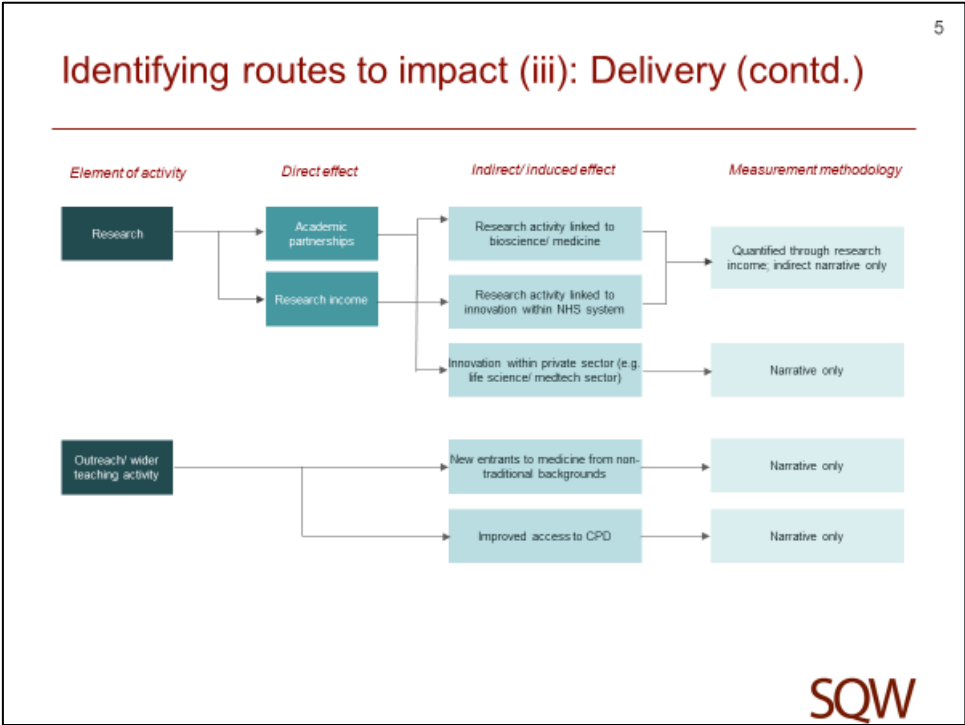 5
Identifying routes to impact (iii): Delivery (contd.)
Element of activity
Direct effect
Indirect/ induced effect
Measurement methodology
Research
Academic
partnerships
Research activity linked to
bioscience/ medicine
Quantified through research
income; indirect narrative only
Research income
Research activity linked to
innovation within NHS system
Innovation within private sector (e.g.
life science/ medtech sector)
Narrative only
Outreach/ wider
teaching activity
New entrants to medicine from non-
traditional backgrounds
Narrative only
Improved access to CPD
Narrative only
SQW